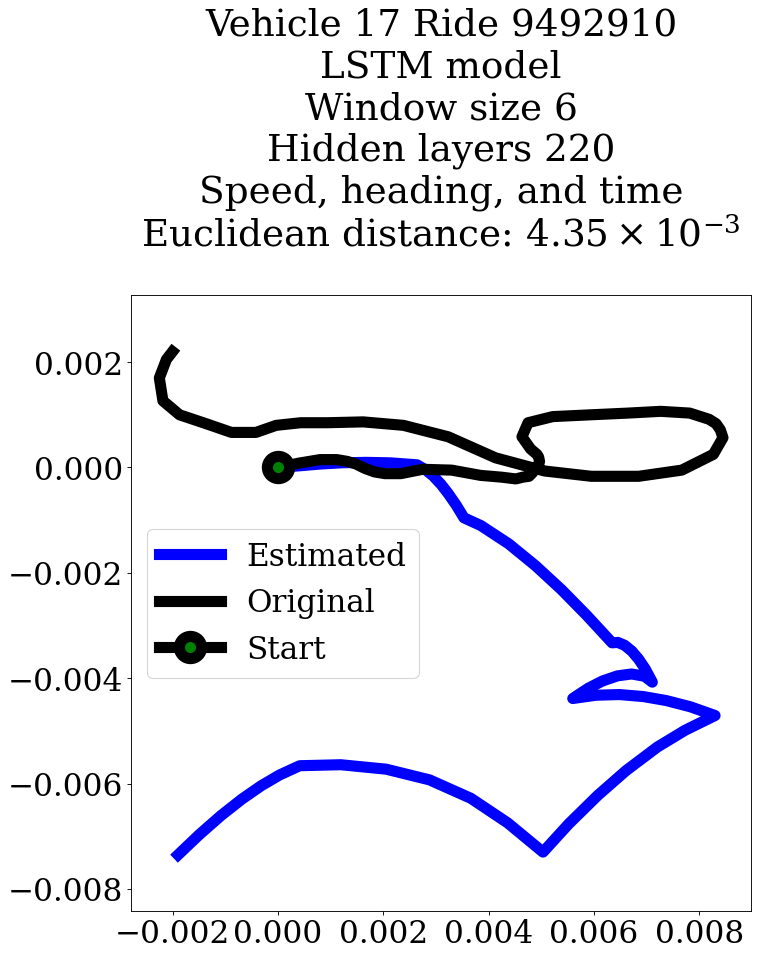 Vehicle 17 Ride 9492910
LSTM model
Window size 6
Hidden layers 220
Speed, heading, and time
Euclidean distance: 4.35 × 10⁻³
0.002
0.000
−0.002
−0.004
−0.006
−0.008
Estimated
Original
Start
−0.002 0.000 0.002 0.004 0.006 0.008